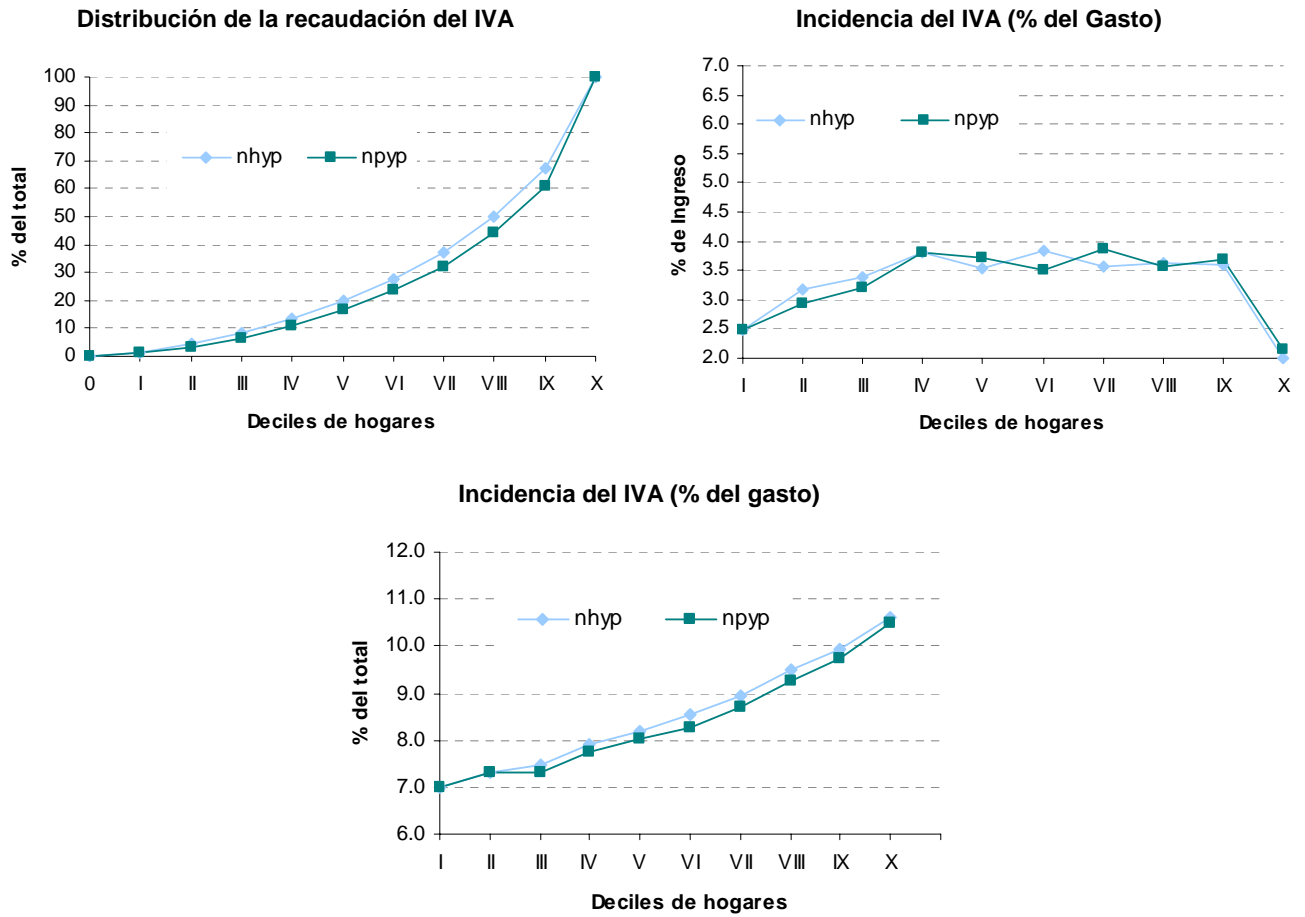 Distribución de la recaudación del IVA
% del total
100
90
80
70
60
50
40
30
20
10
0
nhyp npyp
0 I II III IV V VI VII VIII IX X
Deciles de hogares
Incidencia del IVA (% del Gasto)
% de Ingreso
7.0
6.5
6.0
5.5
5.0
4.5
4.0
3.5
3.0
2.5
2.0
nhyp npyp
I II III IV V VI VII VIII IX X
Deciles de hogares
Incidencia del IVA (% del gasto)
% del total
12.0
11.0
10.0
9.0
8.0
7.0
6.0
nhyp npyp
I II III IV V VI VII VIII IX X
Deciles de hogares